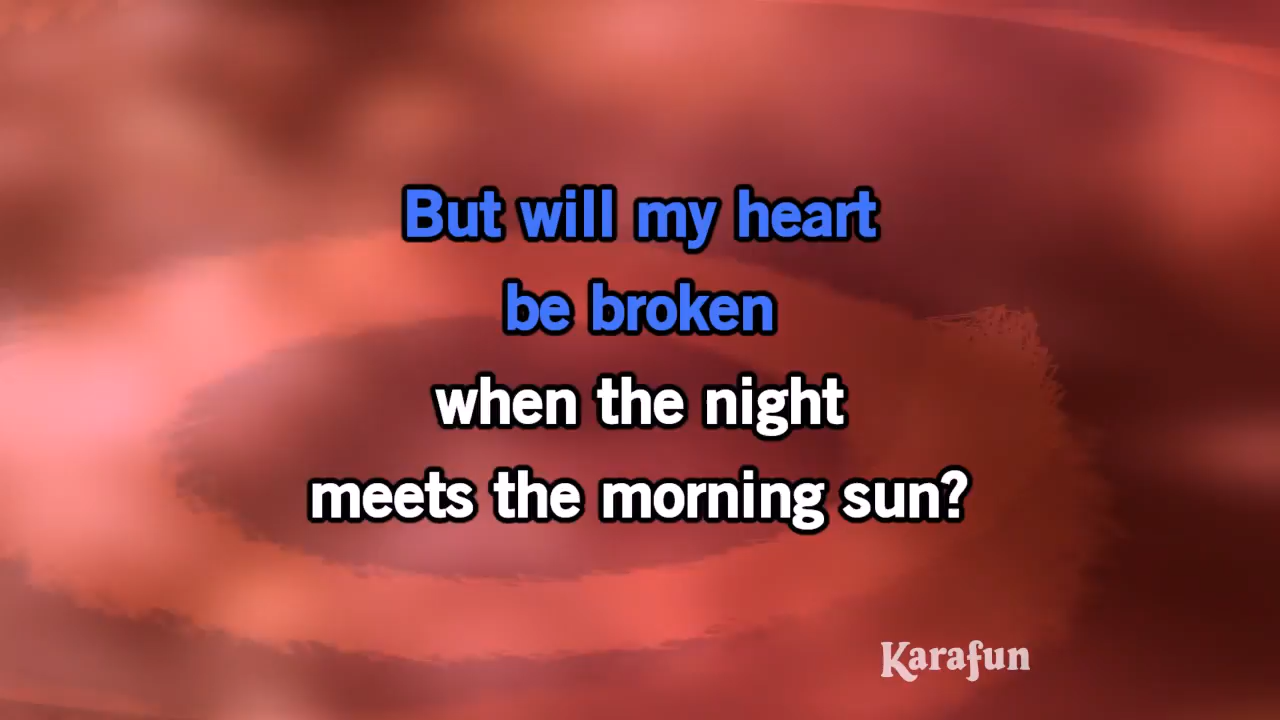 But will my heart
be broken
when the night
meets the morning sun?
Karafun